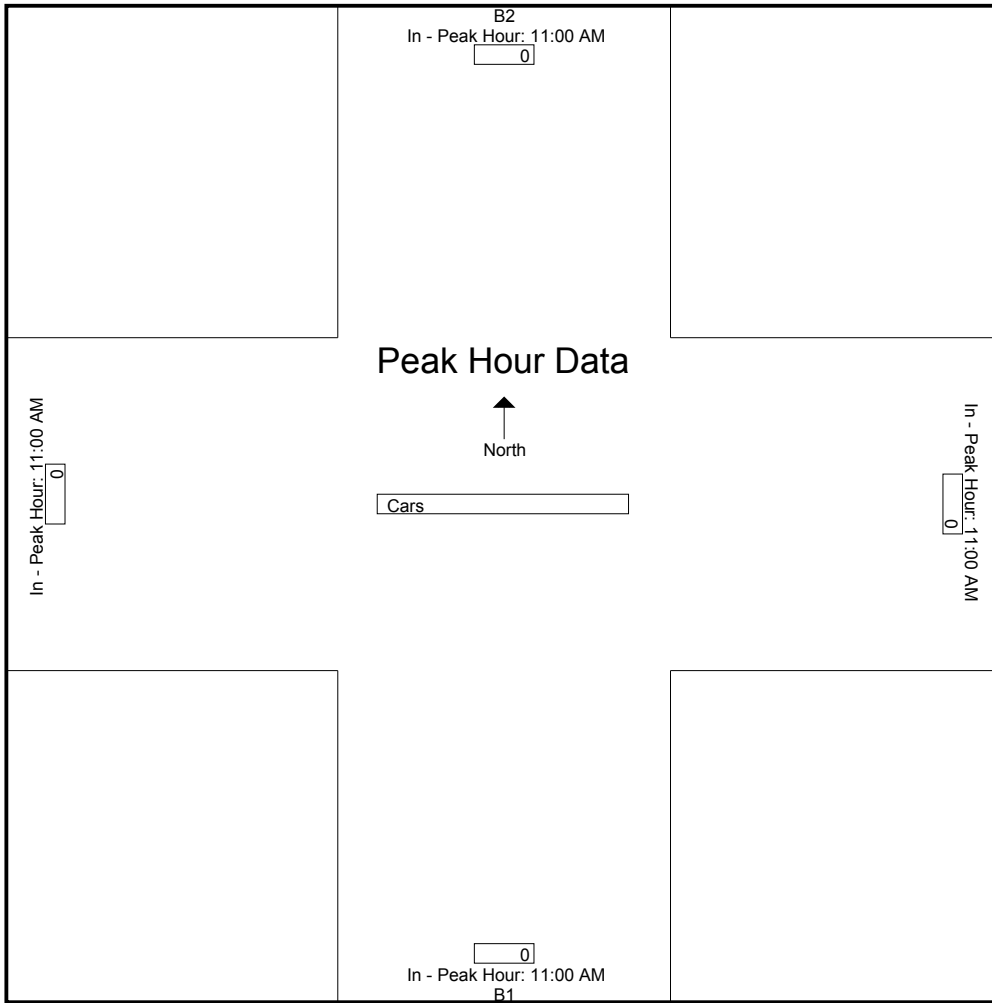 B2
In - Peak Hour: 11:00 AM
0
Peak Hour Data
North
In - Peak Hour: 11:00 AM
0
Cars
In - Peak Hour: 11:00 AM
0
0
In - Peak Hour: 11:00 AM
B1